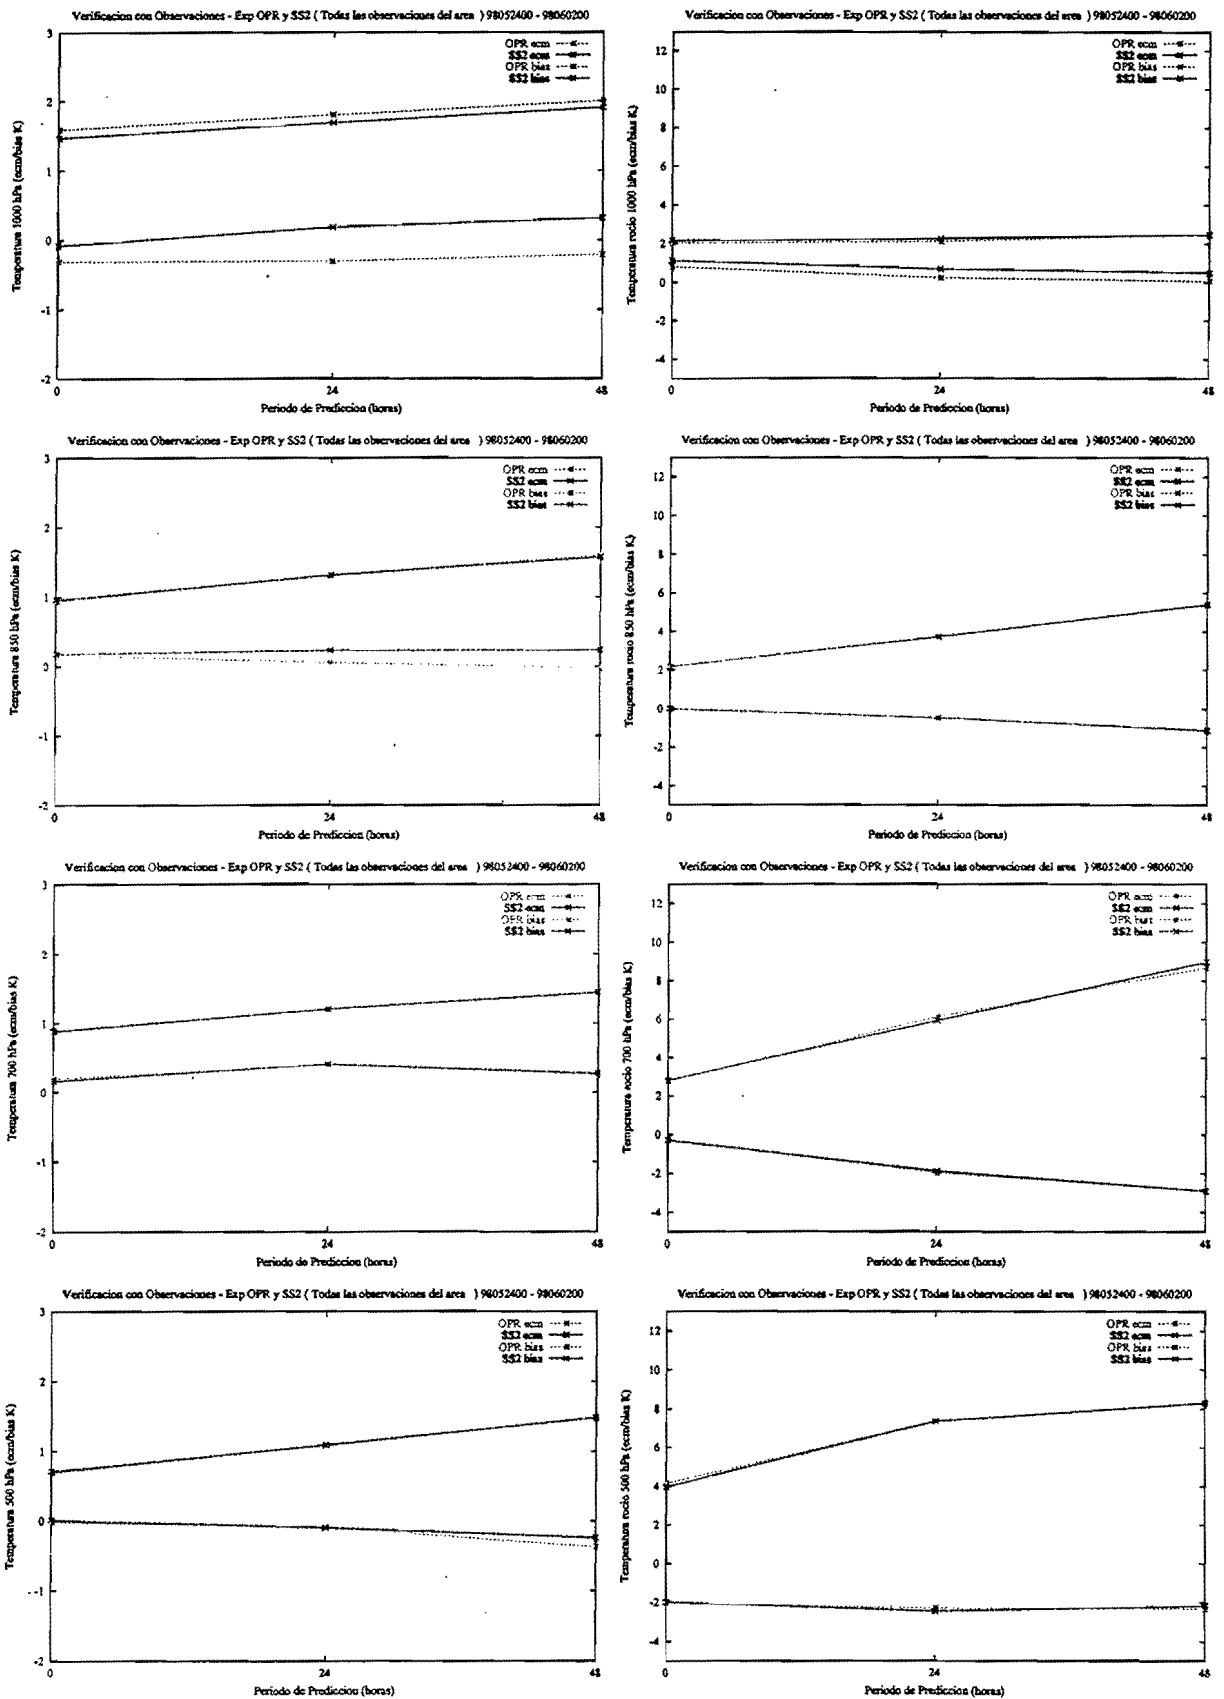 Verificacion con Observaciones - Exp OPR y SS2 ( Todas las observaciones del area ) 98052400 - 98060200
OPR ecm
SS2 ecm
OPR bias
SS2 bias
3
2
1
0
-1
-2
Temperatura 1000 hPa (ecm/bias K)
0
24
48
Periodo de Prediccion (horas)
Verificacion con Observaciones - Exp OPR y SS2 ( Todas las observaciones del area ) 98052400 - 98060200
OPR ecm
SS2 ecm
OPR bias
SS2 bias
12
10
8
6
4
2
0
-2
-4
Temperatura rocio 1000 hPa (ecm/bias K)
0
24
48
Periodo de Prediccion (horas)
Verificacion con Observaciones - Exp OPR y SS2 ( Todas las observaciones del area ) 98052400 - 98060200
OPR ecm
SS2 ecm
OPR bias
SS2 bias
3
2
1
0
-1
-2
Temperatura 850 hPa (ecm/bias K)
0
24
48
Periodo de Prediccion (horas)
Verificacion con Observaciones - Exp OPR y SS2 ( Todas las observaciones del area ) 98052400 - 98060200
OPR ecm
SS2 ecm
OPR bias
SS2 bias
12
10
8
6
4
2
0
-2
-4
Temperatura rocio 850 hPa (ecm/bias K)
0
24
48
Periodo de Prediccion (horas)
Verificacion con Observaciones - Exp OPR y SS2 ( Todas las observaciones del area ) 98052400 - 98060200
OPR ecm
SS2 ecm
OPR bias
SS2 bias
3
2
1
0
-1
-2
Temperatura 700 hPa (ecm/bias K)
0
24
48
Periodo de Prediccion (horas)
Verificacion con Observaciones - Exp OPR y SS2 ( Todas las observaciones del area ) 98052400 - 98060200
OPR ecm
SS2 ecm
OPR bias
SS2 bias
12
10
8
6
4
2
0
-2
-4
Temperatura rocio 700 hPa (ecm/bias K)
0
24
48
Periodo de Prediccion (horas)
Verificacion con Observaciones - Exp OPR y SS2 ( Todas las observaciones del area ) 98052400 - 98060200
OPR ecm
SS2 ecm
OPR bias
SS2 bias
3
2
1
0
-1
-2
Temperatura 500 hPa (ecm/bias K)
0
24
48
Periodo de Prediccion (horas)
Verificacion con Observaciones - Exp OPR y SS2 ( Todas las observaciones del area ) 98052400 - 98060200
OPR ecm
SS2 ecm
OPR bias
SS2 bias
12
10
8
6
4
2
0
-2
-4
Temperatura rocio 500 hPa (ecm/bias K)
0
24
48
Periodo de Prediccion (horas)